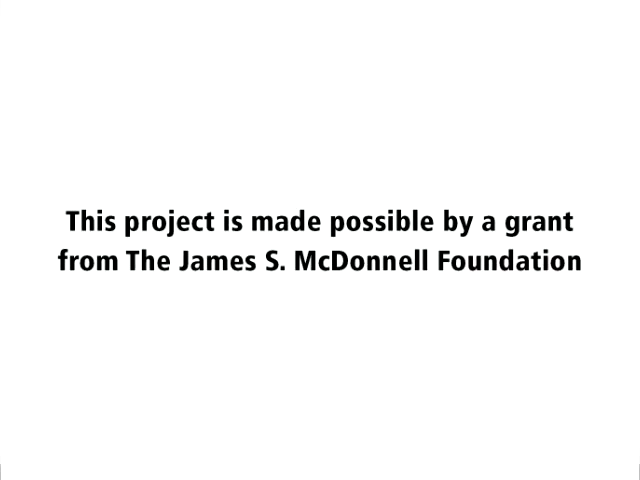 This project is made possible by a grant
from The James S. McDonnell Foundation